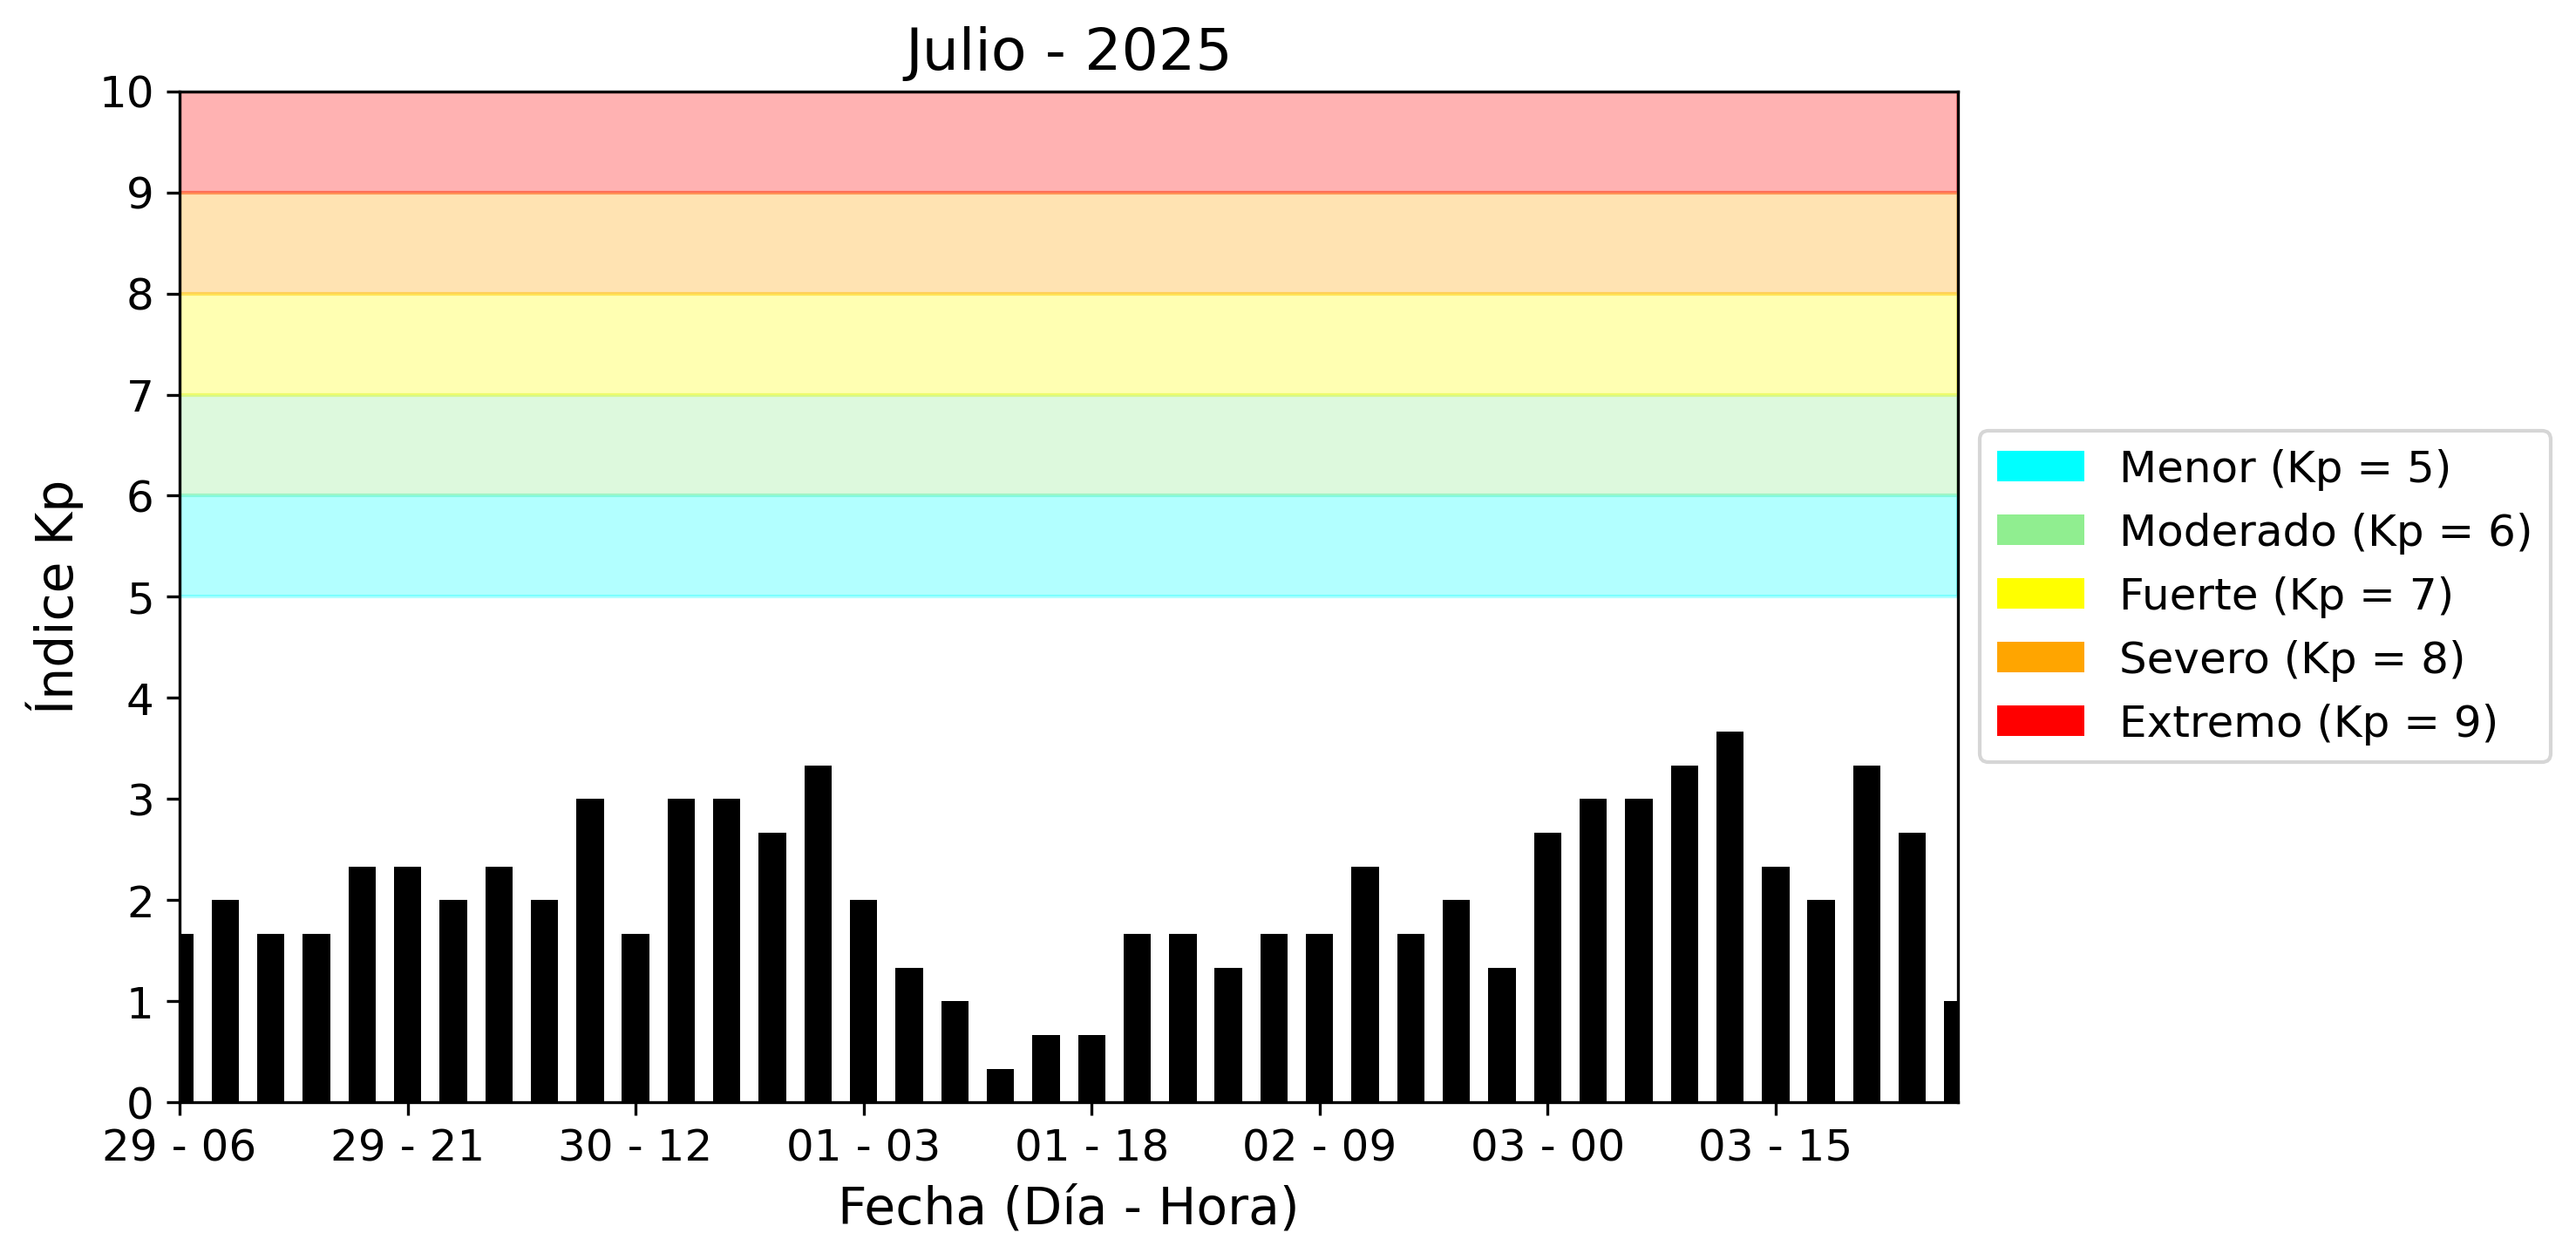 Julio - 2025
10
9
8
7
6
5
4
3
2
1
0
Índice Kp
29 - 06
29 - 21
30 - 12
01 - 03
01 - 18
02 - 09
03 - 00
03 - 15
Fecha (Día - Hora)
Menor (Kp = 5)
Moderado (Kp = 6)
Fuerte (Kp = 7)
Severo (Kp = 8)
Extremo (Kp = 9)